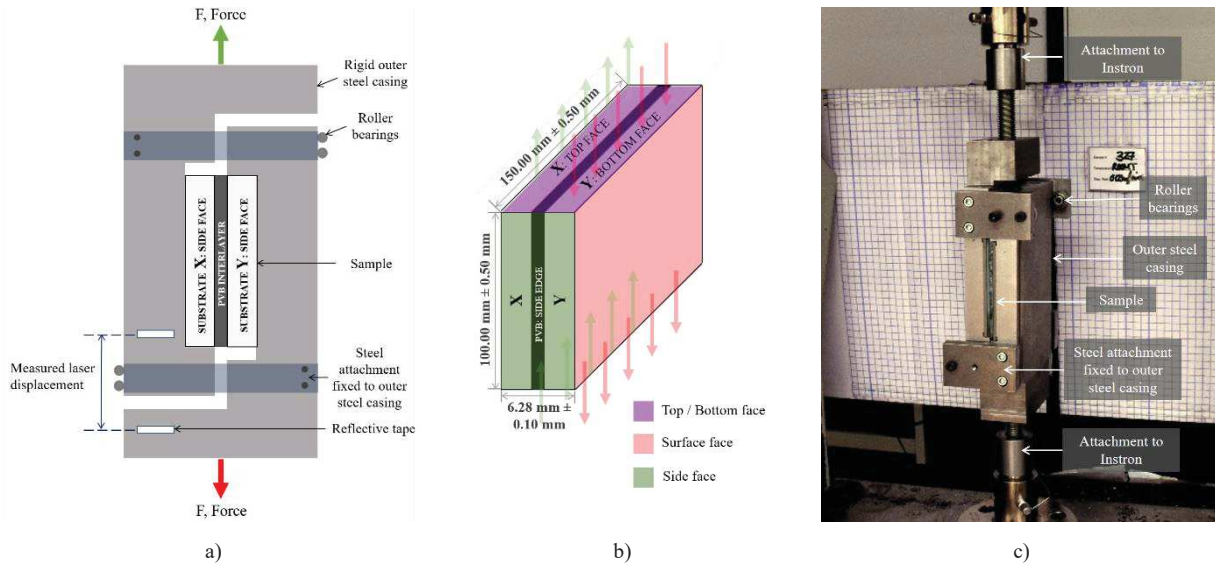 F, Force
Rigid outer
steel casing
Roller
bearings
SUBSTRATE X: SIDE FACE
PVB INTERLAYER
SUBSTRATE Y: SIDE FACE
Sample
Measured laser
displacement
Steel
attachment
fixed to outer
steel casing
Reflective tape
F, Force
a)
150.00 mm ± 0.50 mm
X: TOP FACE
Y: BOTTOM FACE
100.00 mm ± 0.50 mm
X
PVB: SIDE EDGE
Y
6.28 mm ±
0.10 mm
Top / Bottom face
Surface face
Side face
b)
Attachment to
Instron
327
Roller
bearings
Outer steel
casing
Sample
Steel attachment
fixed to outer
steel casing
Attachment to
Instron
c)